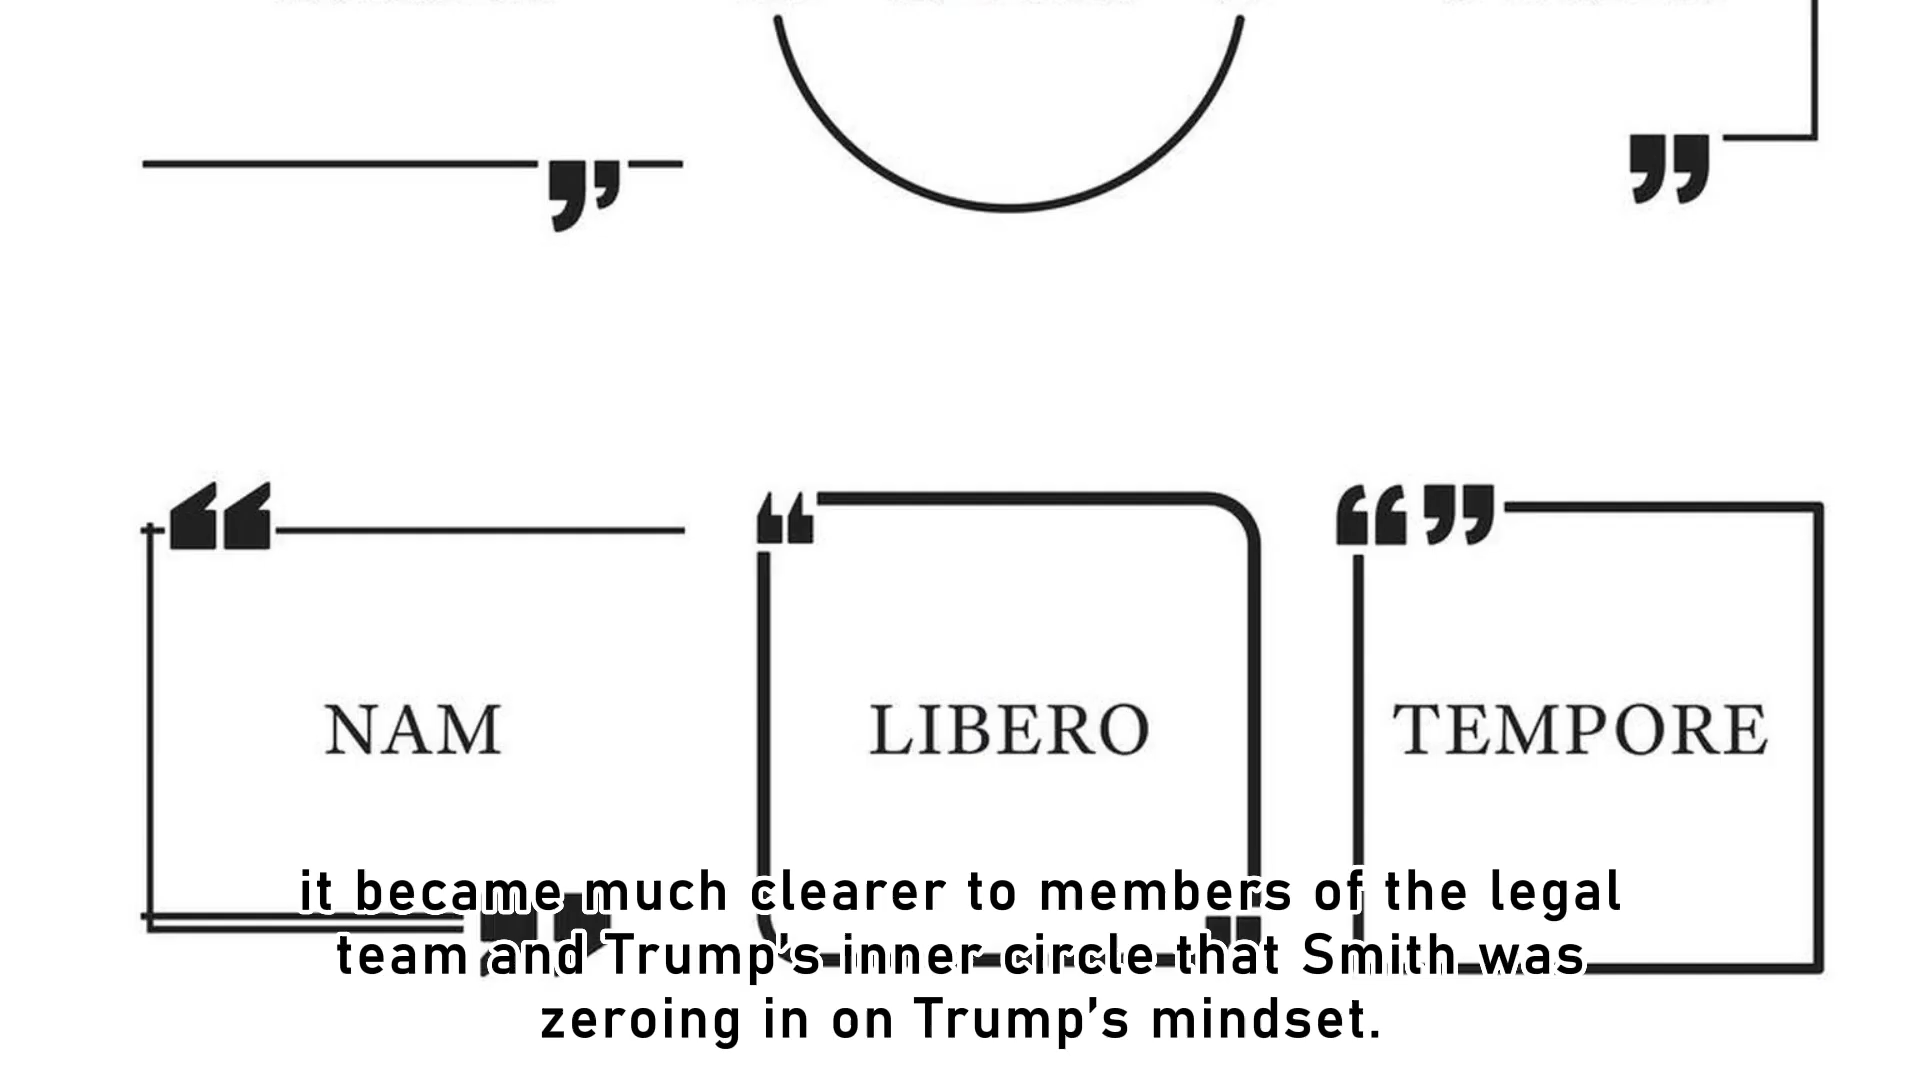 NAM LIBERO TEMPORE
it became much clearer to members of the legal
team and Trump's inner circle that Smith was
zeroing in on Trump's mindset.